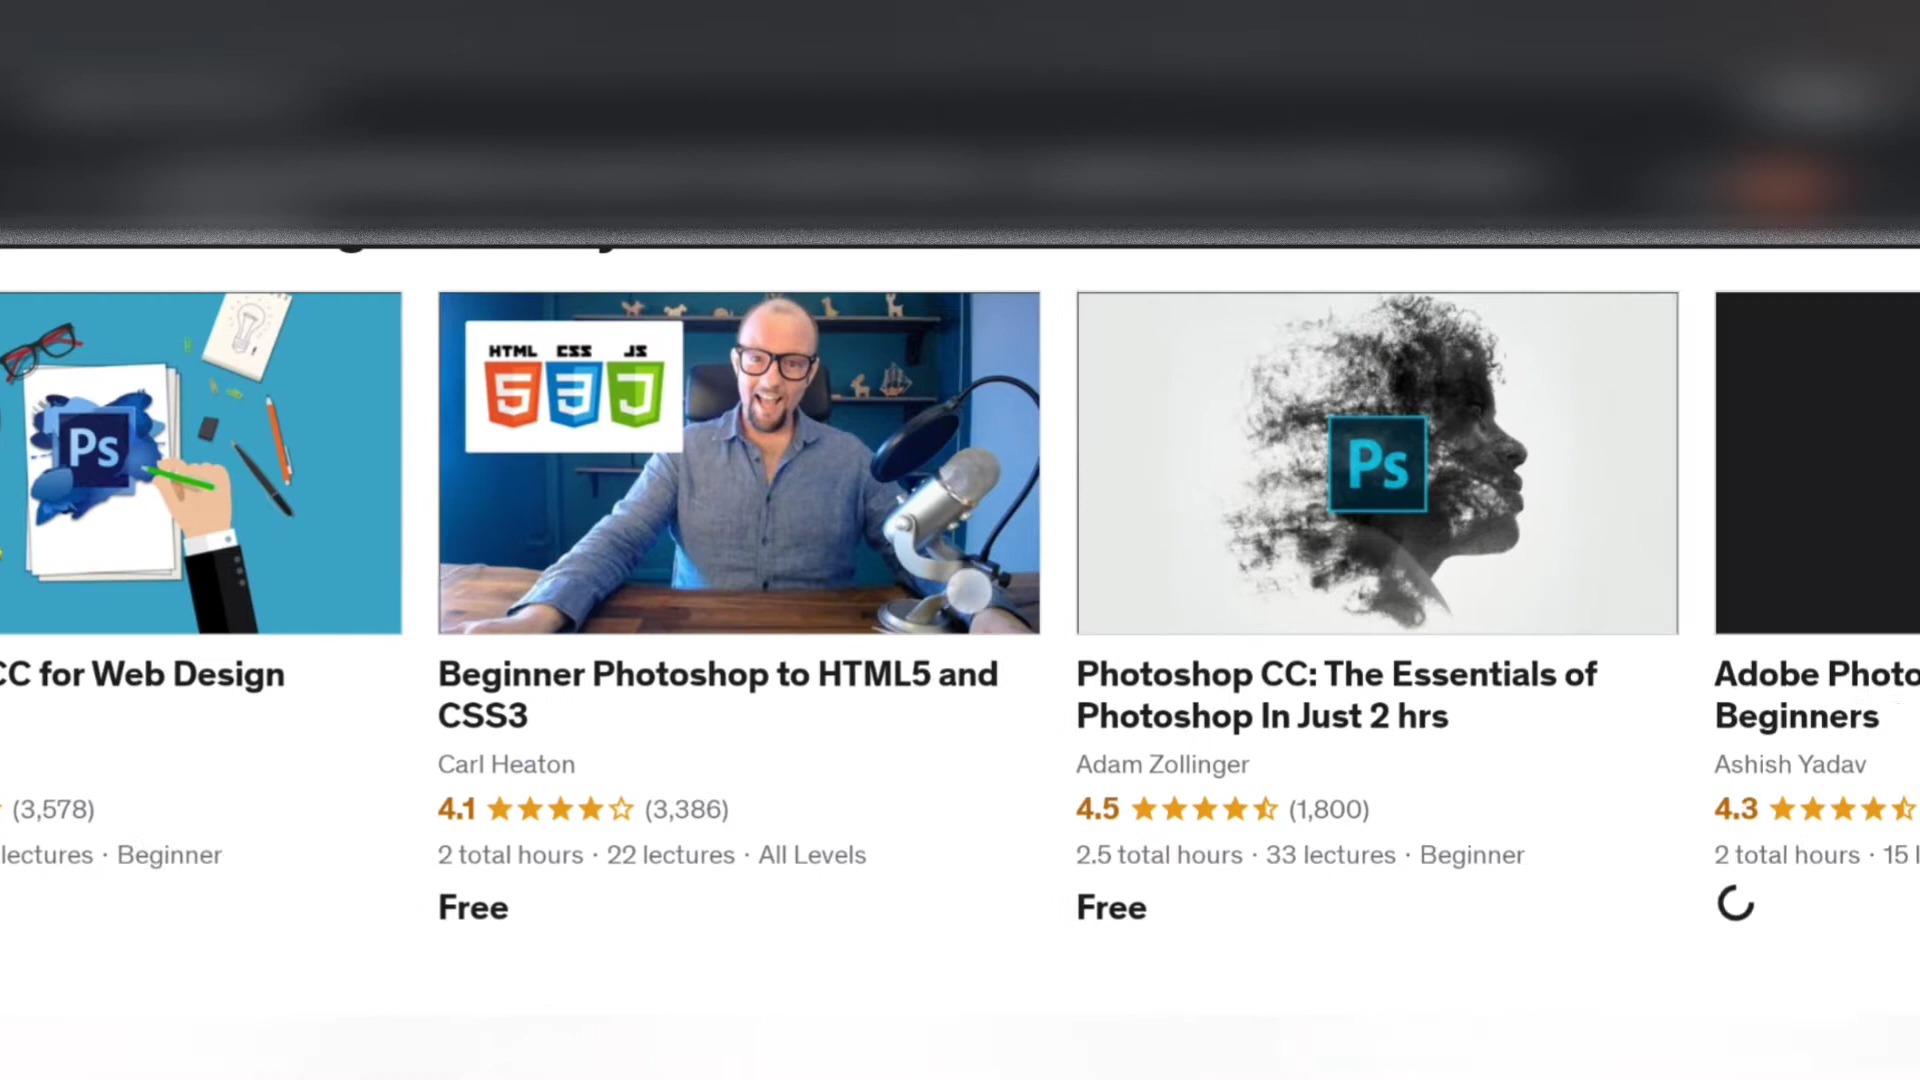 Ps
CC for Web Design
(3,578)
lectures · Beginner
HTML CSS JS
5 3 J
Beginner Photoshop to HTML5 and
CSS3
Carl Heaton
4.1 (3,386)
2 total hours · 22 lectures · All Levels
Free
Ps
Photoshop CC: The Essentials of
Photoshop In Just 2 hrs
Adam Zollinger
4.5 (1,800)
2.5 total hours · 33 lectures · Beginner
Free
Adobe Photo
Beginners
Ashish Yadav
4.3
2 total hours · 15 l